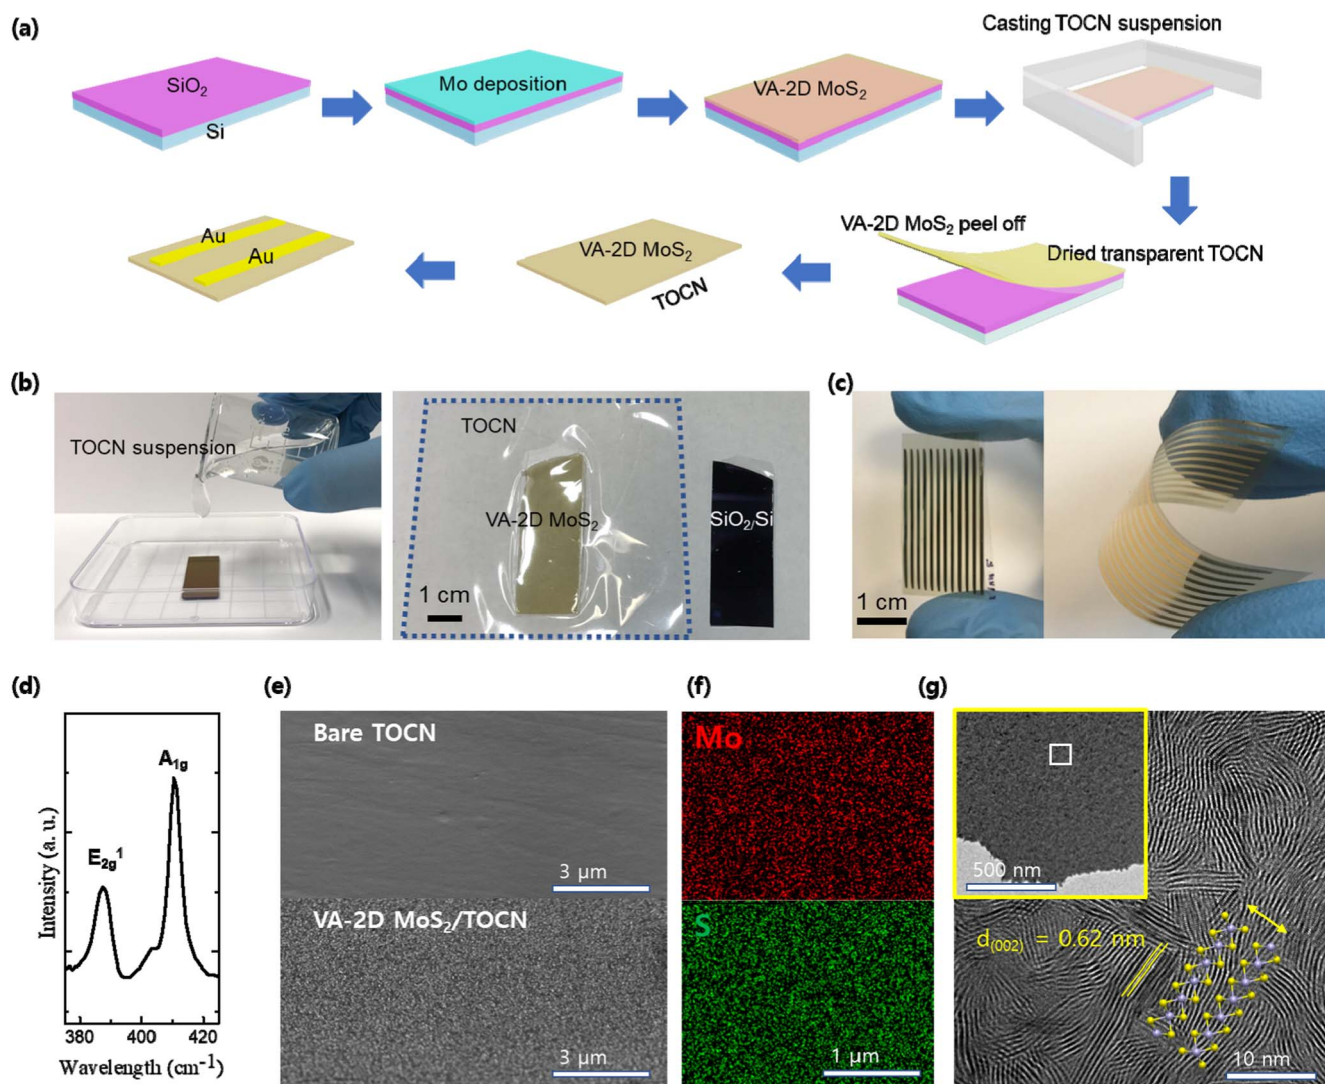 (a)
SiO₂
Si
Mo deposition
VA-2D MoS₂
Casting TOCN suspension
Au
Au
VA-2D MoS₂
TOCN
VA-2D MoS₂ peel off
Dried transparent TOCN
(b)
TOCN suspension
TOCN
VA-2D MoS₂
1 cm
SiO₂/Si
(c)
1 cm
(d)
Intensity (a. u.)
E₂g¹
A₁g
380 400 420
Wavelength (cm⁻¹)
(e)
Bare TOCN
3 μm
VA-2D MoS₂/TOCN
3 μm
(f)
Mo
S
1 μm
(g)
500 nm
d₍₀₀₂₎ = 0.62 nm
10 nm